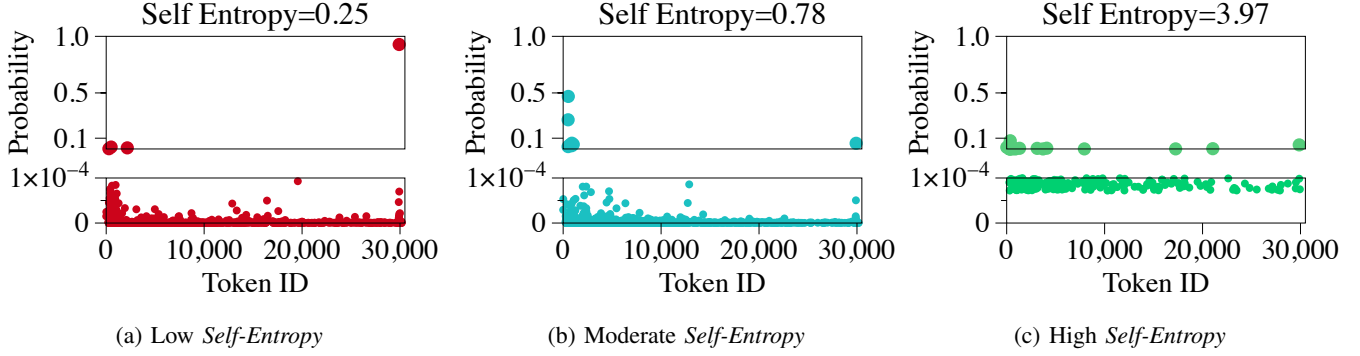 Self Entropy=0.25
Probability
1.0
0.5
0.1
1×10⁻⁴
0
0 10,000 20,000 30,000
Token ID
(a) Low Self-Entropy
Self Entropy=0.78
Probability
1.0
0.5
0.1
1×10⁻⁴
0
0 10,000 20,000 30,000
Token ID
(b) Moderate Self-Entropy
Self Entropy=3.97
Probability
1.0
0.5
0.1
1×10⁻⁴
0
0 10,000 20,000 30,000
Token ID
(c) High Self-Entropy